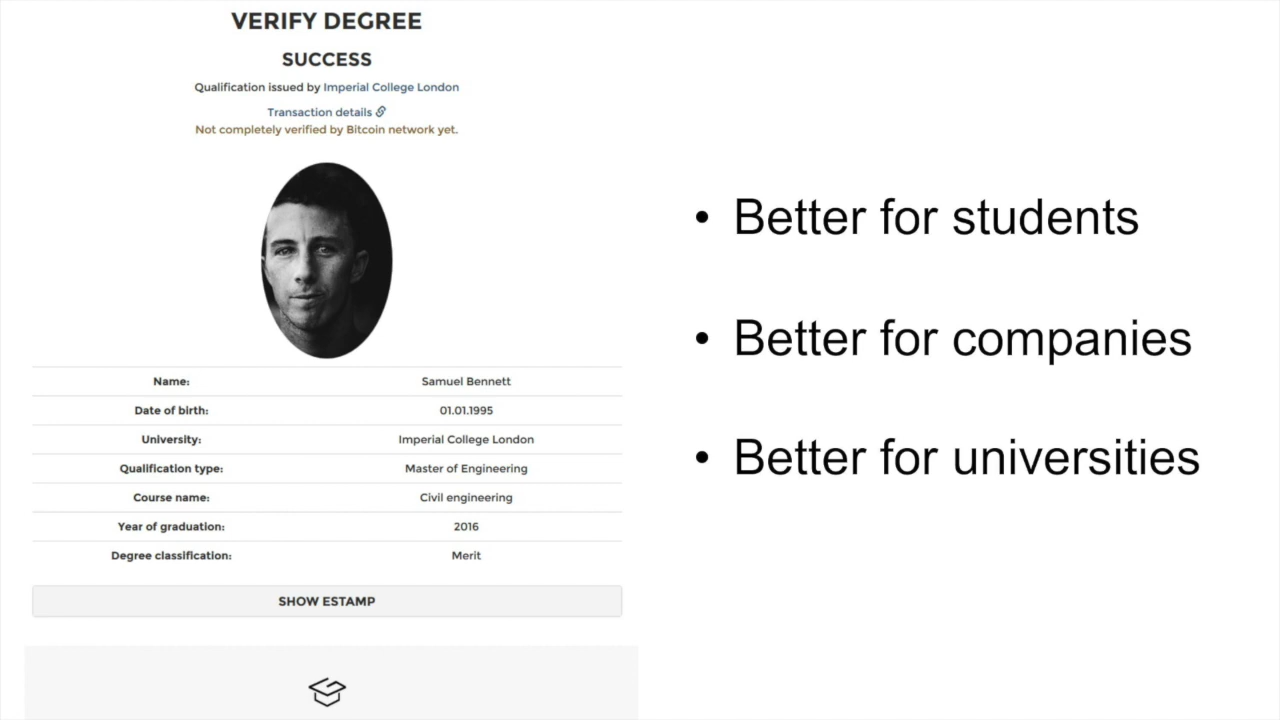 VERIFY DEGREE
SUCCESS
Qualification issued by Imperial College London
Transaction details
Not completely verified by Bitcoin network yet.
Name: Samuel Bennett
Date of birth: 01.01.1995
University: Imperial College London
Qualification type: Master of Engineering
Course name: Civil engineering
Year of graduation: 2016
Degree classification: Merit
SHOW ESTAMP
• Better for students
• Better for companies
• Better for universities